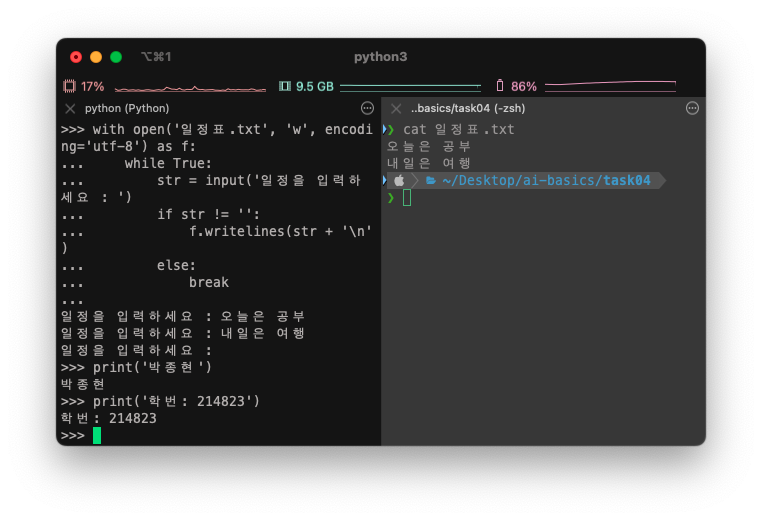 ⌥⌘1
python3
17%
9.5 GB
86%
python (Python)
>>> with open('일정표.txt', 'w', encodi
ng='utf-8') as f:
...     while True:
...         str = input('일정을 입력하
세요 : ')
...         if str != '':
...             f.writelines(str + '\n'
)
...         else:
...             break
...
일정을 입력하세요 : 오늘은 공부
일정을 입력하세요 : 내일은 여행
일정을 입력하세요 :
>>> print('박종현')
박종현
>>> print('학번: 214823')
학번: 214823
>>>
..basics/task04 (-zsh)
❯ cat 일정표.txt
오늘은 공부
내일은 여행
~/Desktop/ai-basics/task04
❯